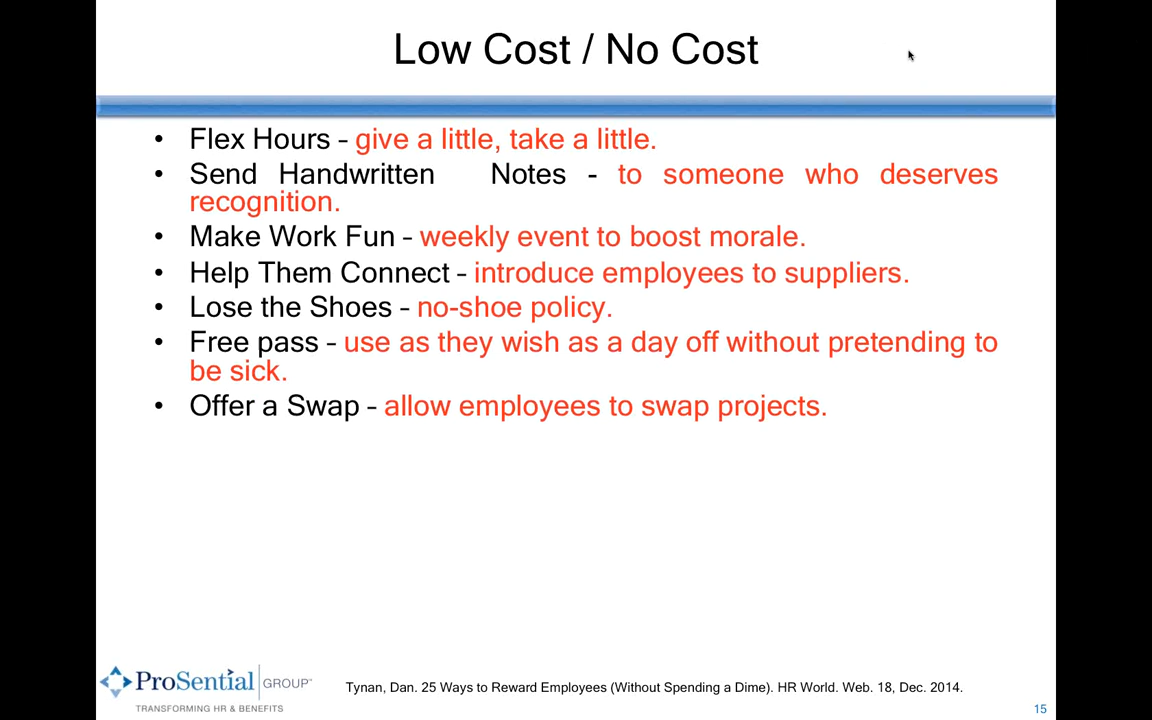 Low Cost / No Cost
• Flex Hours – give a little, take a little.
• Send Handwritten Notes - to someone who deserves
recognition.
• Make Work Fun – weekly event to boost morale.
• Help Them Connect – introduce employees to suppliers.
• Lose the Shoes – no-shoe policy.
• Free pass – use as they wish as a day off without pretending to
be sick.
• Offer a Swap – allow employees to swap projects.
ProSential GROUP™
TRANSFORMING HR & BENEFITS
Tynan, Dan. 25 Ways to Reward Employees (Without Spending a Dime). HR World. Web. 18, Dec. 2014.
15